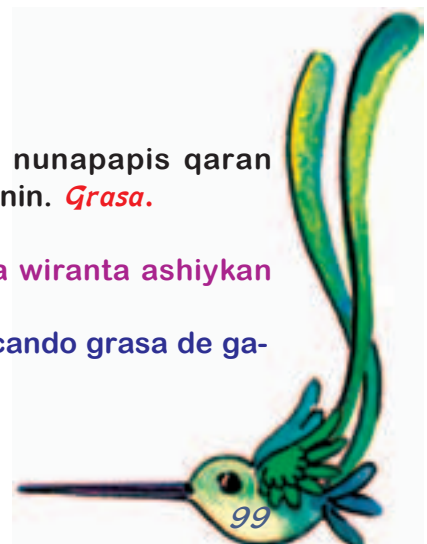 nunapapis qaran
nin. Grasa.
a wiranta ashiykan
cando grasa de ga-
99